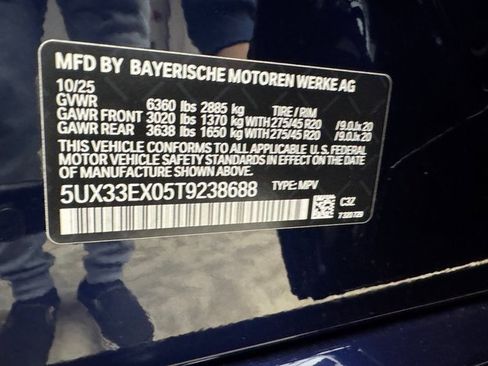 MFD BY BAYERISCHE MOTOREN WERKE AG
10/25
GVWR 6360 lbs 2885 kg TIRE / RIM
GAWR FRONT 3020 lbs 1370 kg WITH 275/45 R20 /9.0Jx20
GAWR REAR 3638 lbs 1650 kg WITH 275/45 R20 /9.0Jx20
THIS VEHICLE CONFORMS TO ALL APPLICABLE U.S. FEDERAL
MOTOR VEHICLE SAFETY STANDARDS IN EFFECT ON THE DATE OF
MANUFACTURE SHOWN ABOVE.
5UX33EX05T9238688 TYPE: MPV
C3Z